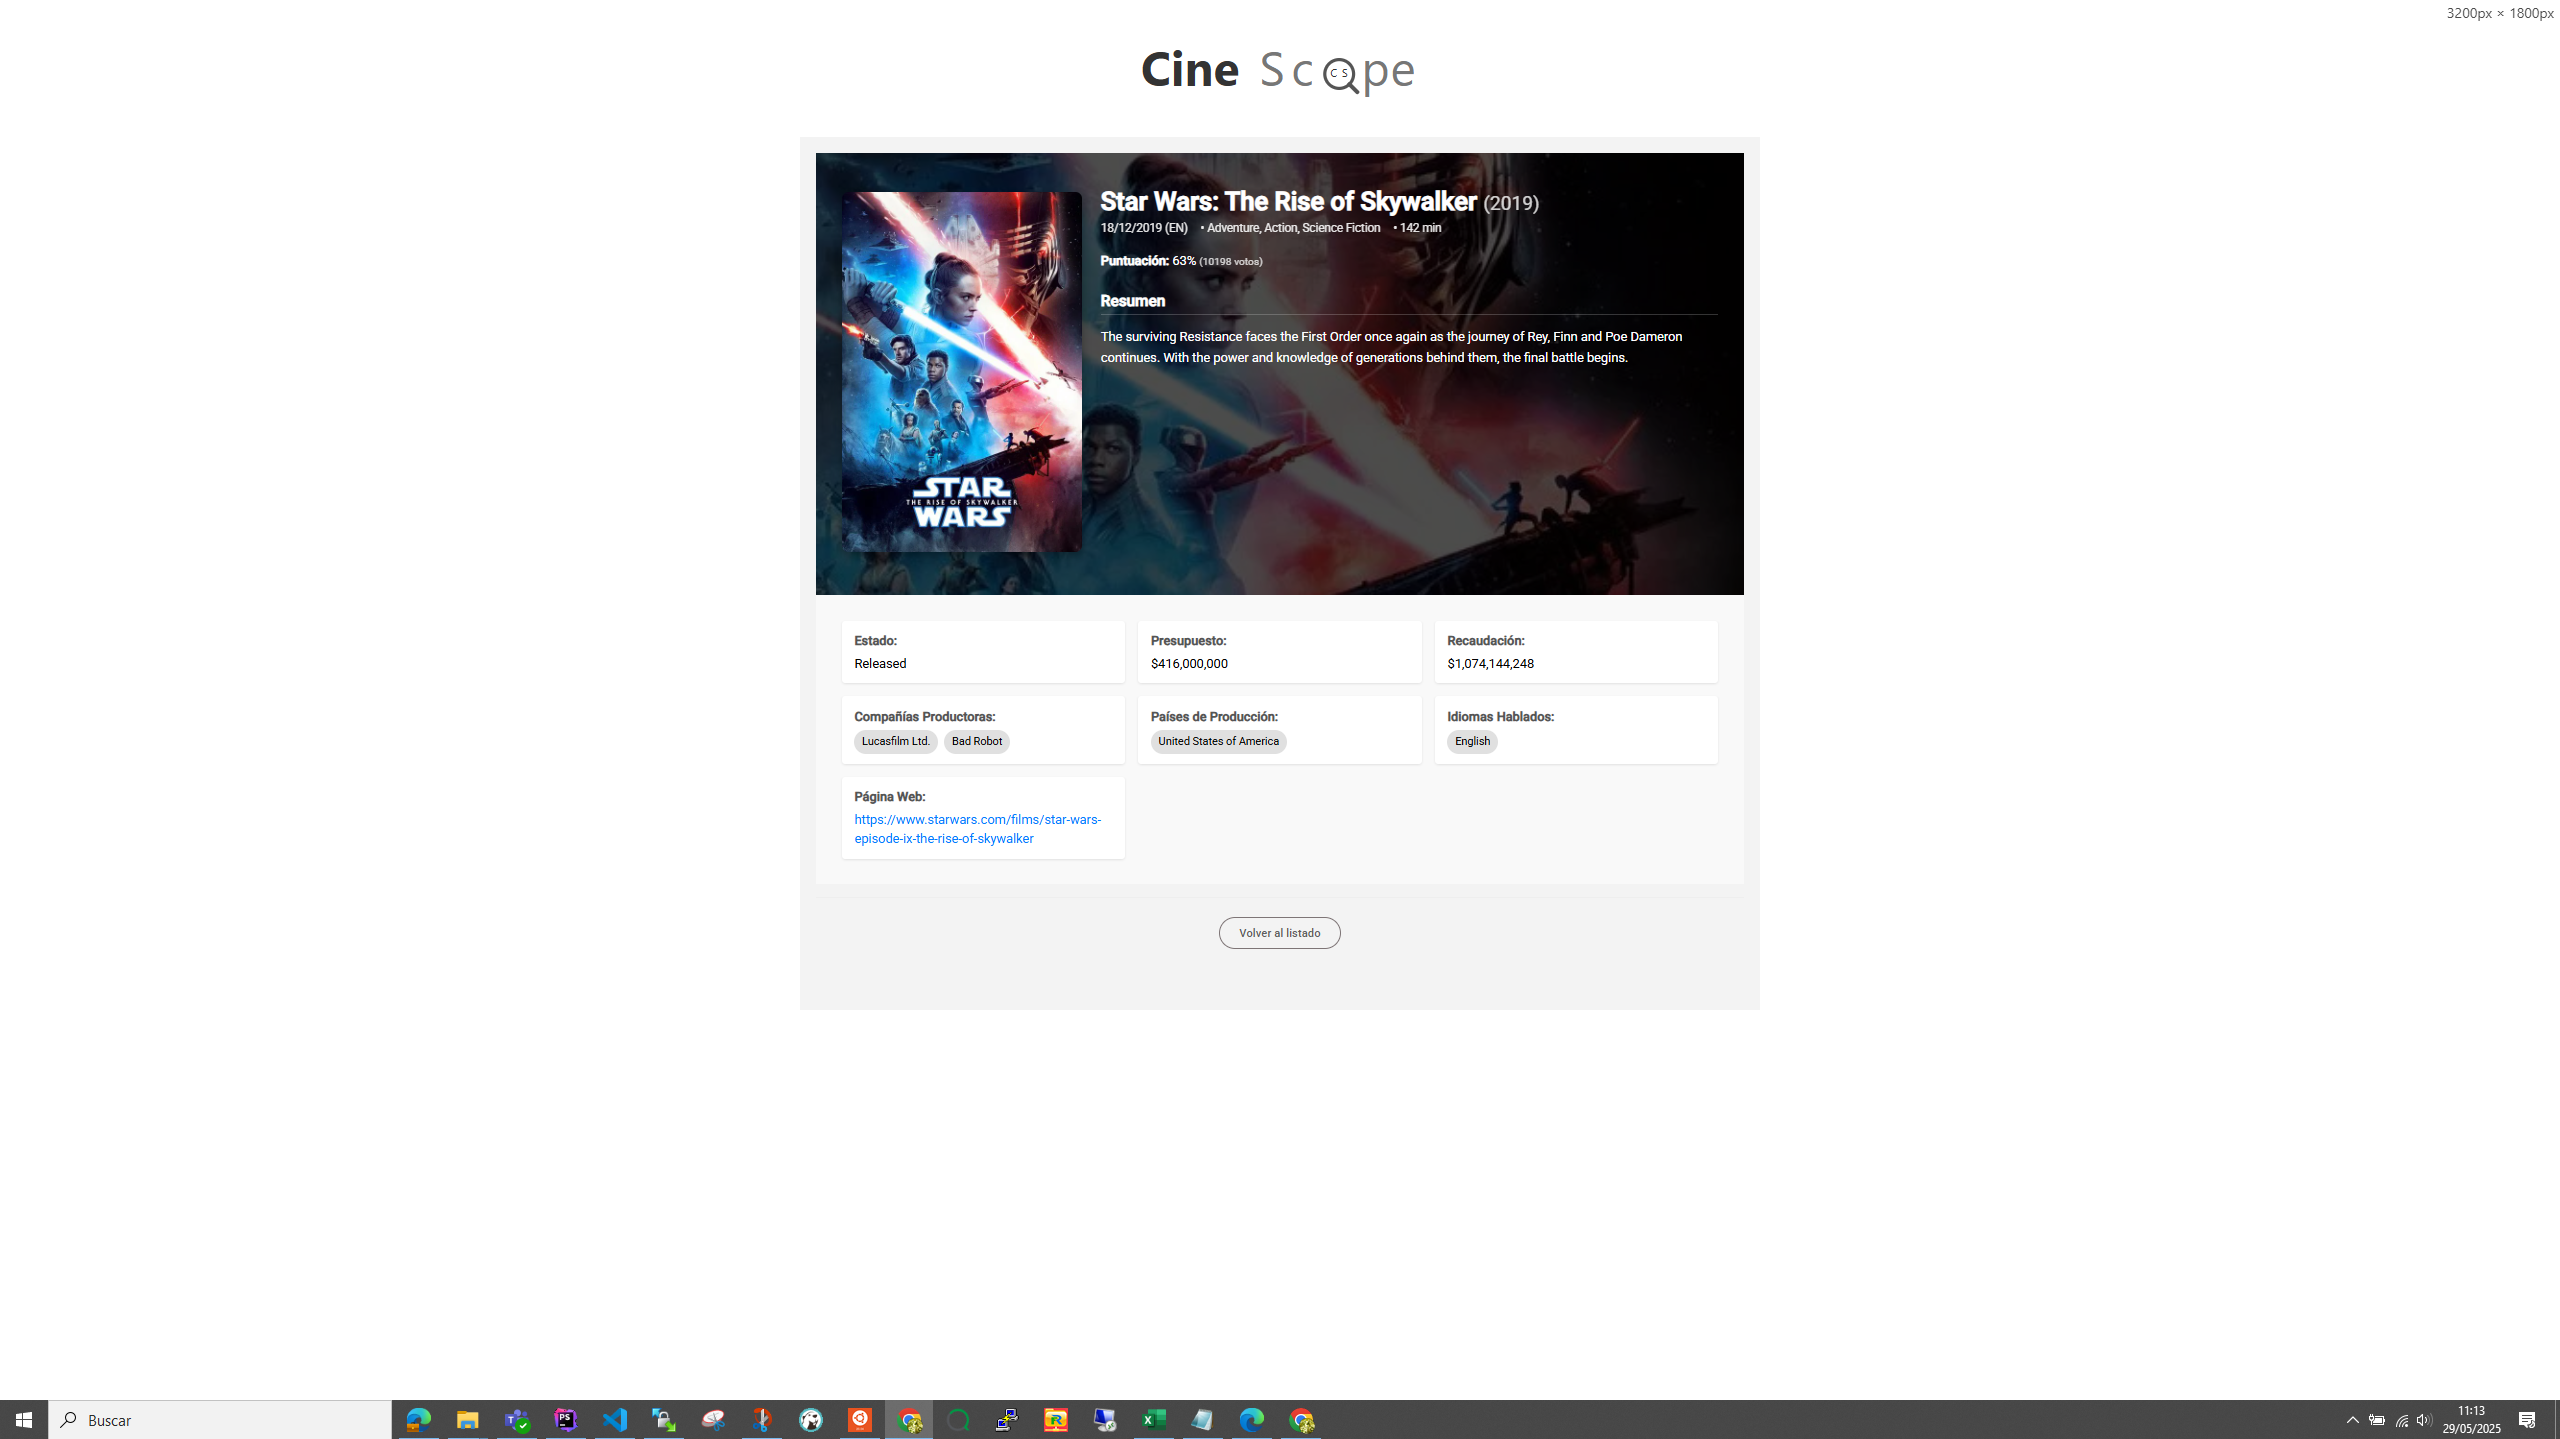 3200px × 1800px
Cine Sc pe
C S
Star Wars: The Rise of Skywalker (2019)
18/12/2019 (EN) • Adventure, Action, Science Fiction • 142 min
Puntuación: 63% (10198 votos)
Resumen
The surviving Resistance faces the First Order once again as the journey of Rey, Finn and Poe Dameron
continues. With the power and knowledge of generations behind them, the final battle begins.
STAR
THE RISE OF SKYWALKER
WARS
Estado:
Released
Presupuesto:
$416,000,000
Recaudación:
$1,074,144,248
Compañías Productoras:
Lucasfilm Ltd. Bad Robot
Países de Producción:
United States of America
Idiomas Hablados:
English
Página Web:
https://www.starwars.com/films/star-wars-
episode-ix-the-rise-of-skywalker
Volver al listado
Buscar
PS
11:13
29/05/2025